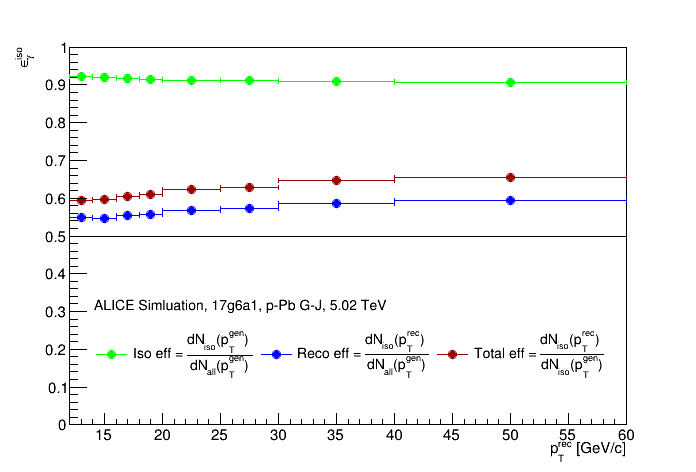 ε_γ^iso
1
0.9
0.8
0.7
0.6
0.5
0.4
0.3
0.2
0.1
0
ALICE Simluation, 17g6a1, p-Pb G-J, 5.02 TeV
Iso eff = dN_iso(p_T^gen) / dN_all(p_T^gen)
Reco eff = dN_iso(p_T^rec) / dN_all(p_T^gen)
Total eff = dN_iso(p_T^rec) / dN_iso(p_T^gen)
15 20 25 30 35 40 45 50 55 60
p_T^rec [GeV/c]